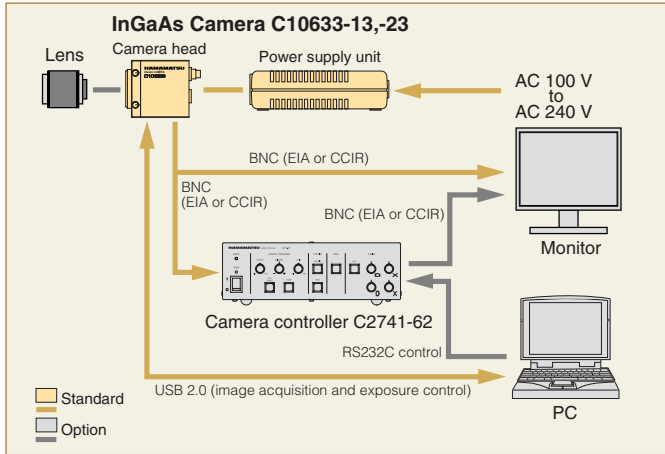 InGaAs Camera C10633-13,-23
Lens
Camera head
Power supply unit
HAMAMATSU
AC 100 V
to
AC 240 V
BNC (EIA or CCIR)
BNC
(EIA or CCIR)
BNC (EIA or CCIR)
Monitor
HAMAMATSU
Camera controller C2741-62
RS232C control
USB 2.0 (image acquisition and exposure control)
PC
Standard
Option